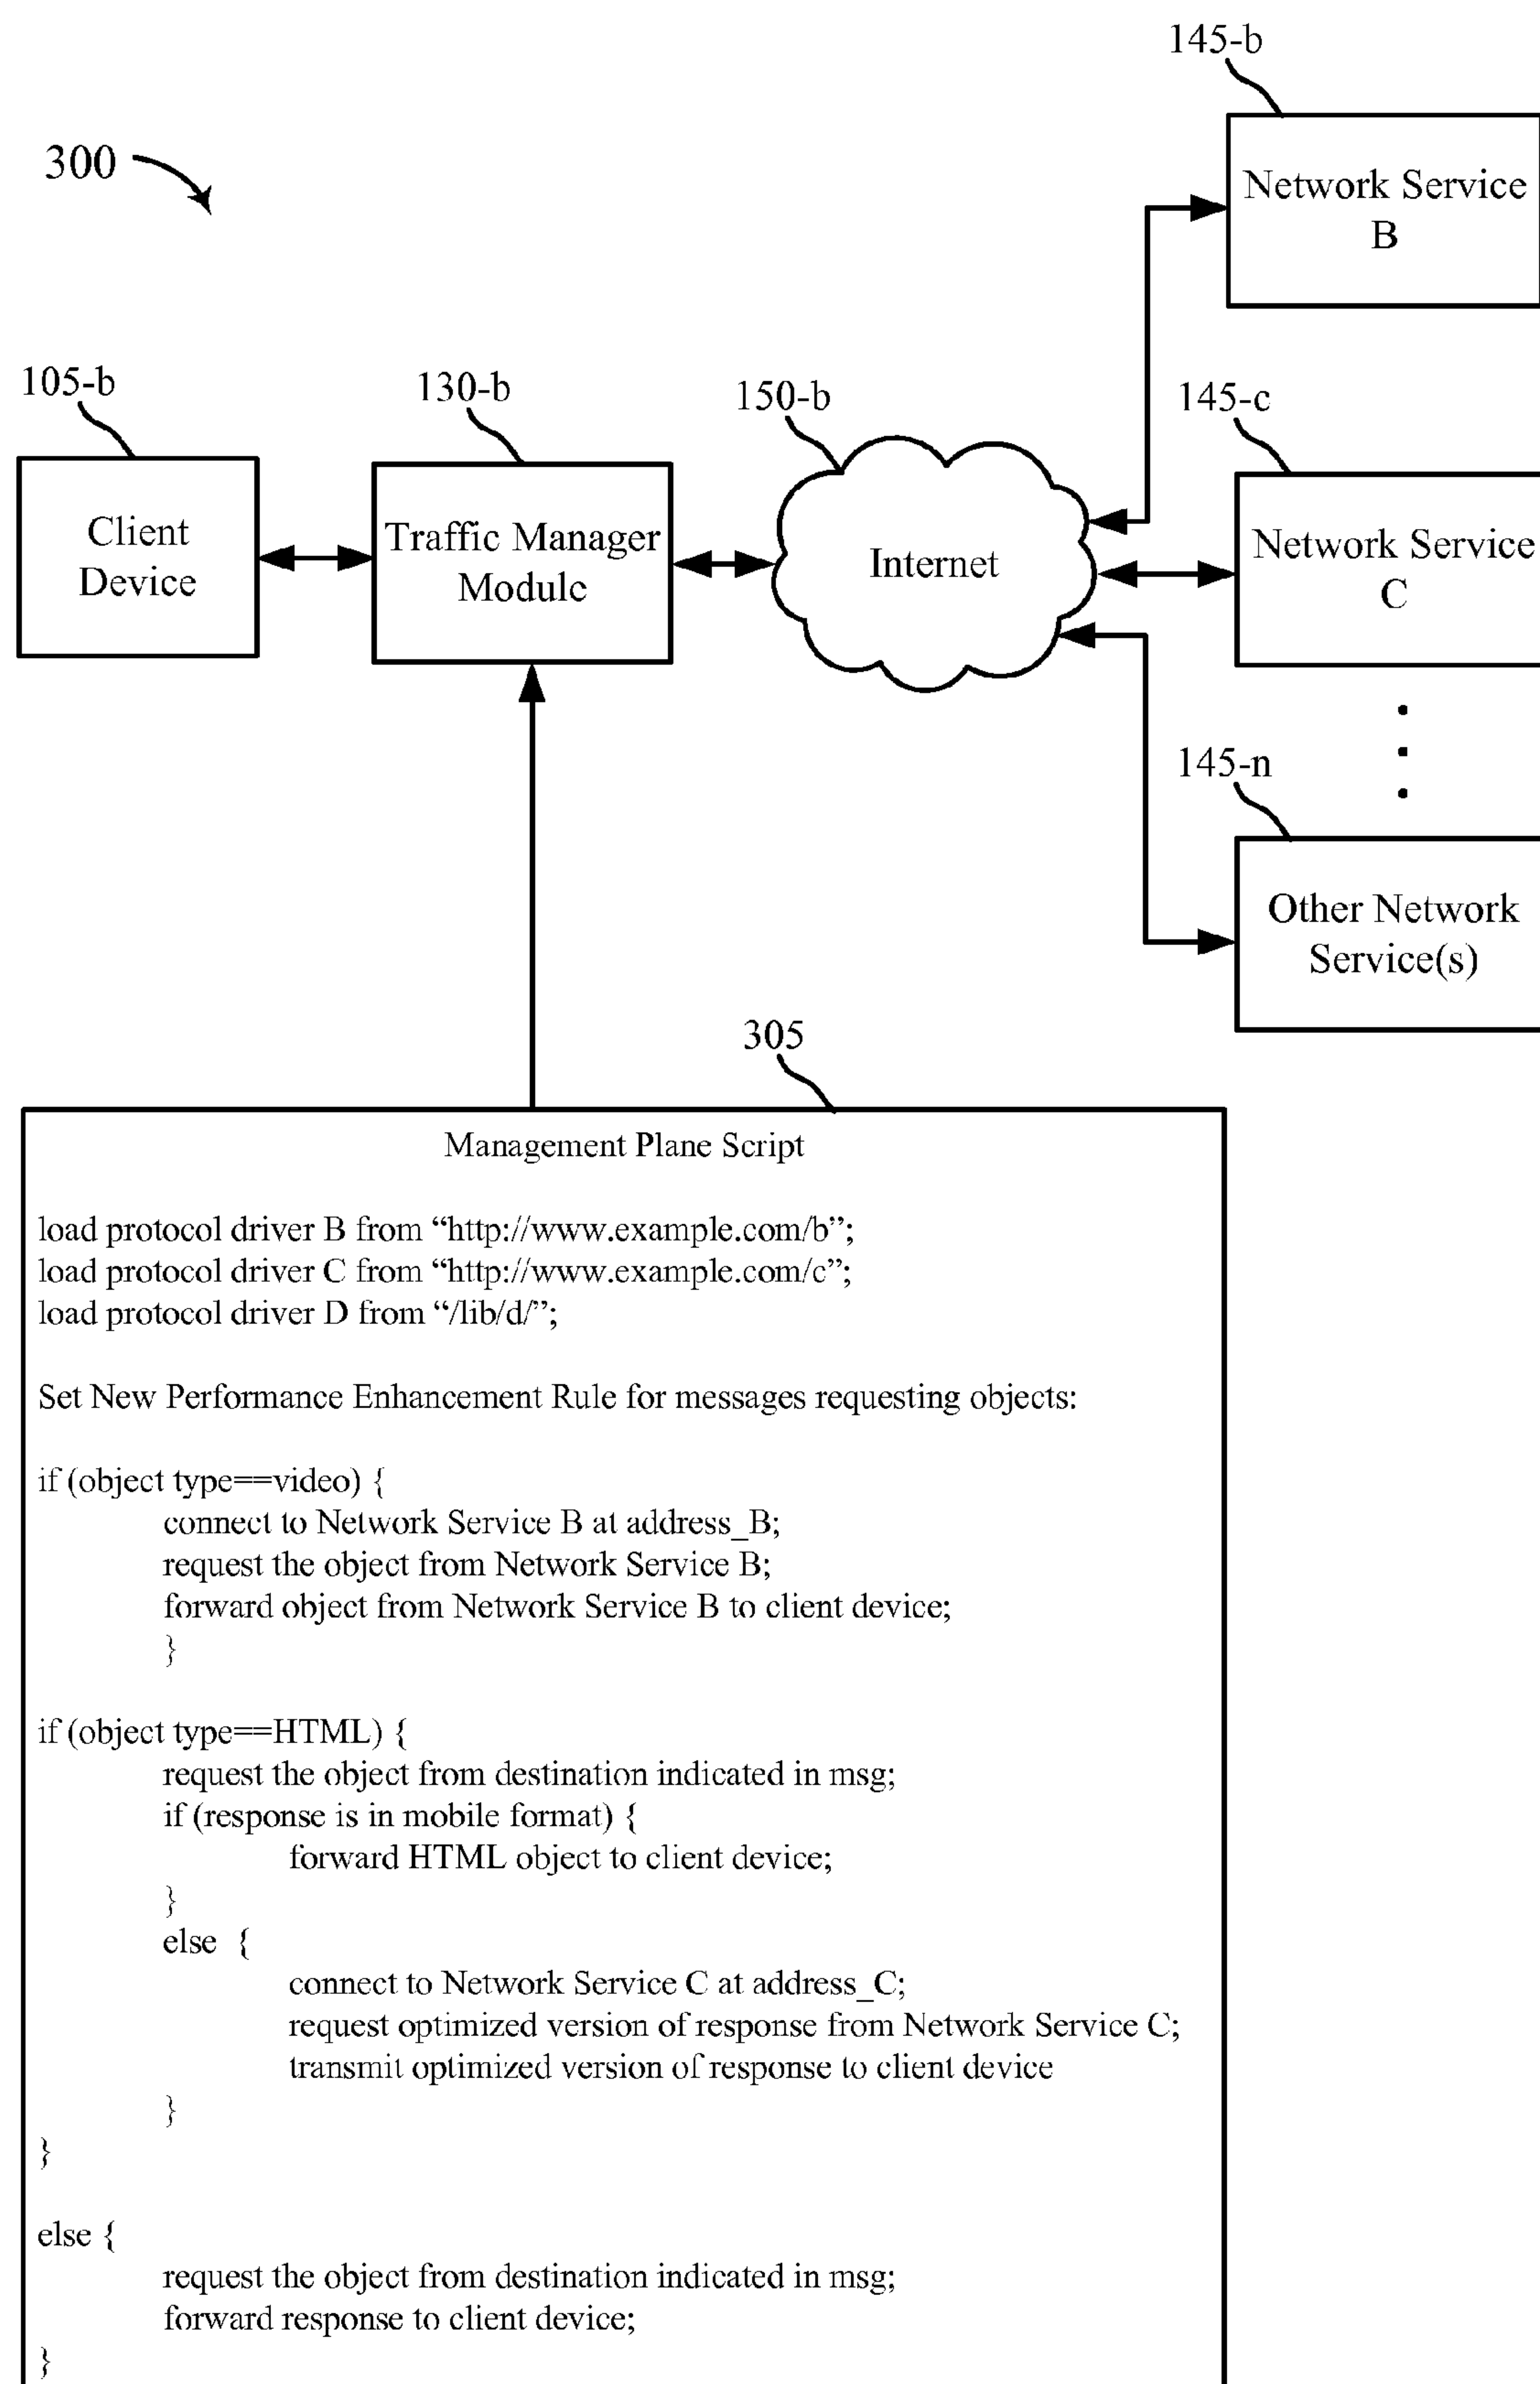 145-b
300
Network Service
B
105-b
130-b
150-b
145-c
Client
Device
Traffic Manager
Module
Internet
Network Service
C
145-n
Other Network
Service(s)
305
Management Plane Script
load protocol driver B from “http://www.example.com/b”;
load protocol driver C from “http://www.example.com/c”;
load protocol driver D from “/lib/d/”;
Set New Performance Enhancement Rule for messages requesting objects:
if (object type==video) {
connect to Network Service B at address_B;
request the object from Network Service B;
forward object from Network Service B to client device;
}
if (object type==HTML) {
request the object from destination indicated in msg;
if (response is in mobile format) {
forward HTML object to client device;
}
else {
connect to Network Service C at address_C;
request optimized version of response from Network Service C;
transmit optimized version of response to client device
}
}
else {
request the object from destination indicated in msg;
forward response to client device;
}